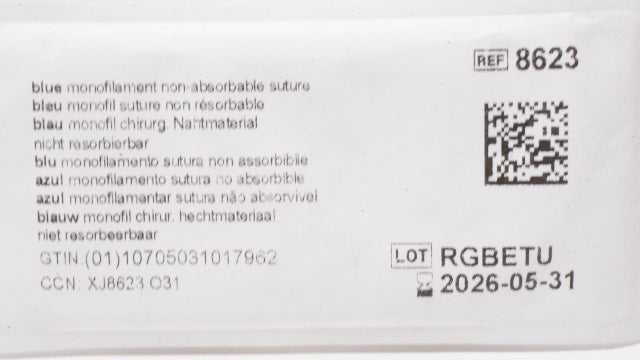 REF 8623
blue monofilament non-absorbable suture
bleu monofil suture non résorbable
blau monofil chirurg. Nahtmaterial
nicht resorbierbar
blu monofilamento sutura non assorbibile
azul monofilamento sutura no absorbible
azul monofilamentar sutura não absorvível
blauw monofil chirur. hechtmateriaal
niet resorbeerbaar
GTIN (01)10705031017962
CCN: XJ8623.O31
LOT RGBETU
2026-05-31